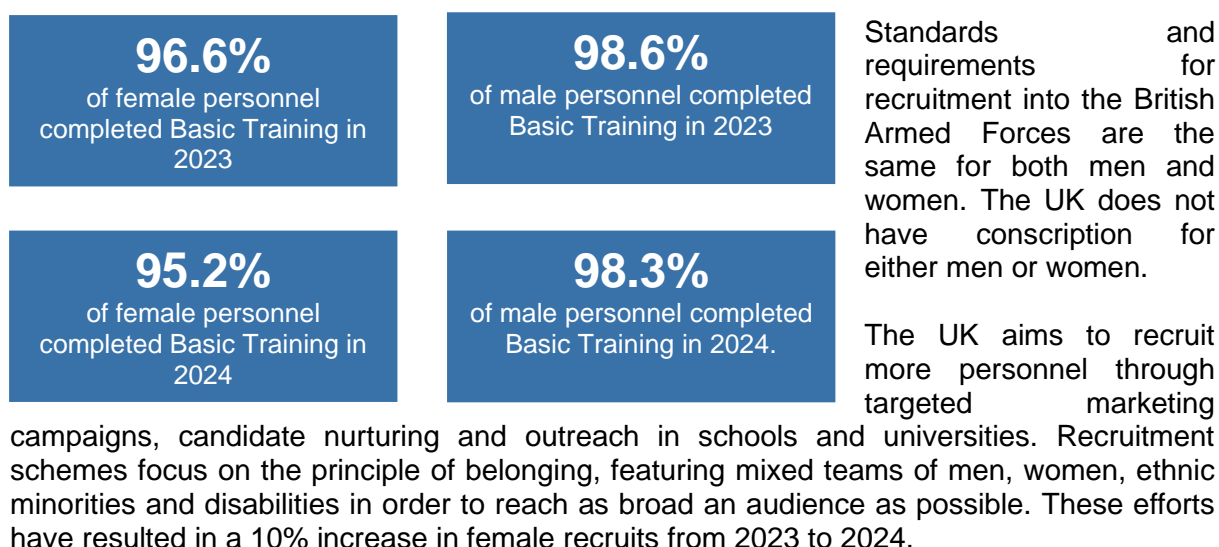 96.6%
of female personnel
completed Basic Training in
2023
98.6%
of male personnel completed
Basic Training in 2023
95.2%
of female personnel
completed Basic Training in
2024
98.3%
of male personnel completed
Basic Training in 2024.
Standards and
requirements for
recruitment into the British
Armed Forces are the
same for both men and
women. The UK does not
have conscription for
either men or women.
The UK aims to recruit
more personnel through
targeted marketing
campaigns, candidate nurturing and outreach in schools and universities. Recruitment
schemes focus on the principle of belonging, featuring mixed teams of men, women, ethnic
minorities and disabilities in order to reach as broad an audience as possible. These efforts
have resulted in a 10% increase in female recruits from 2023 to 2024.